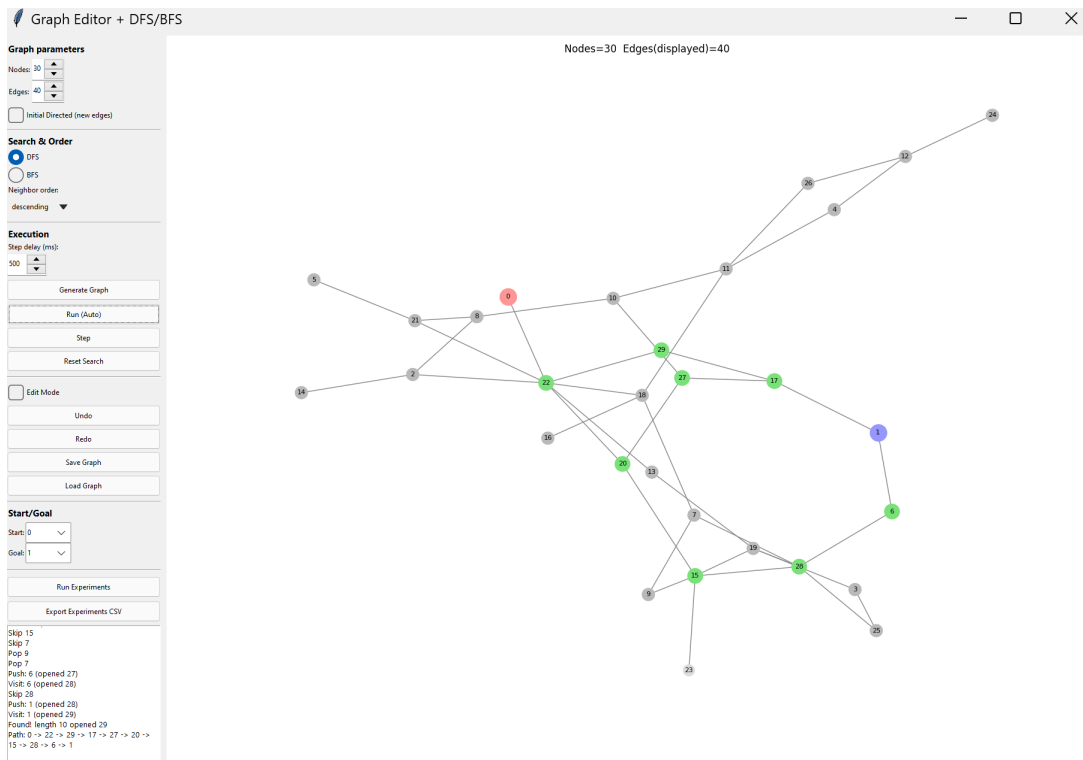 Graph Editor + DFS/BFS
Graph parameters
Nodes: 30
Edges: 40
Initial Directed (new edges)
Search & Order
DFS
BFS
Neighbor order:
descending
Execution
Step delay (ms):
500
Generate Graph
Run (Auto)
Step
Reset Search
Edit Mode
Undo
Redo
Save Graph
Load Graph
Start/Goal
Start: 0
Goal: 1
Run Experiments
Export Experiments CSV
Skip 15
Skip 7
Pop 9
Pop 7
Push: 6 (opened 27)
Visit: 6 (opened 28)
Skip 28
Push: 1 (opened 28)
Visit: 1 (opened 29)
Found! length 10 opened 29
Path: 0 -> 22 -> 29 -> 17 -> 27 -> 20 ->
15 -> 28 -> 6 -> 1
Nodes=30 Edges(displayed)=40
24
12
26
4
11
5
0
10
8
21
29
2
27
17
22
14
18
1
16
20
13
6
7
19
28
15
3
9
25
23